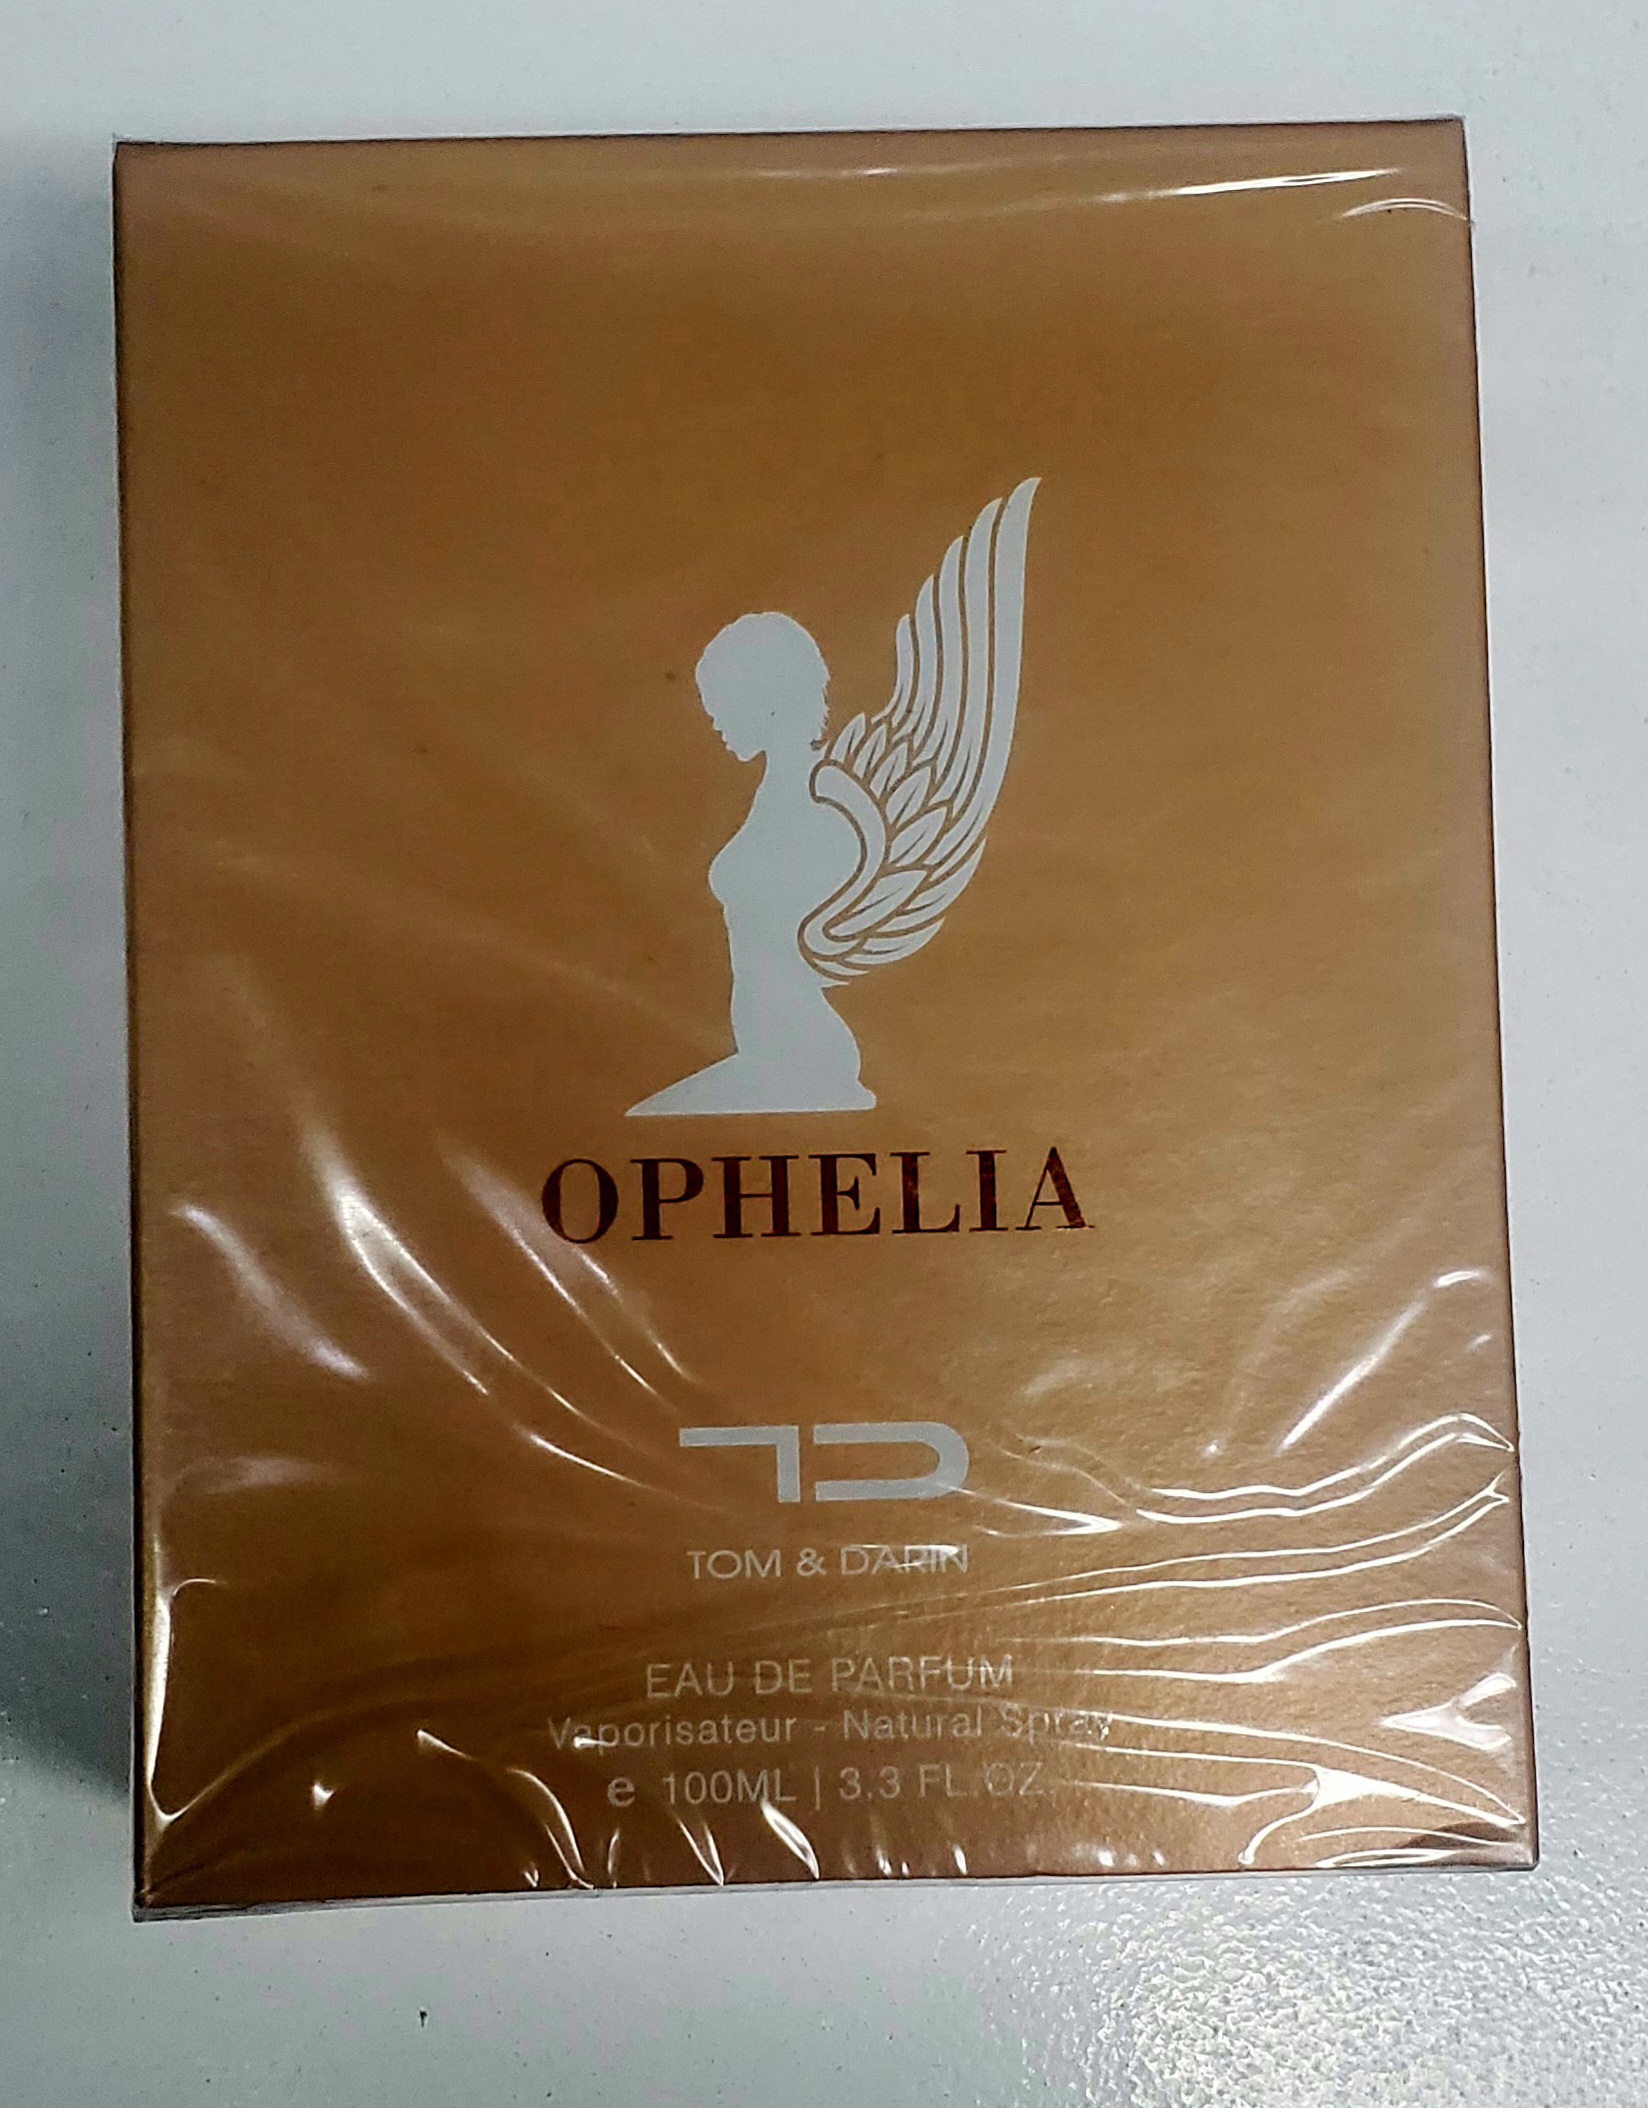 OPHELIA
TD
TOM & DARIN
EAU DE PARFUM
Vaporisateur - Natural Spray
e 100ML | 3.3 FL.OZ.